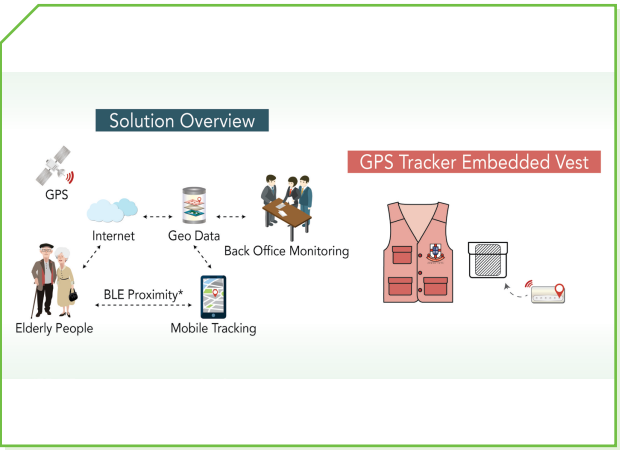 Solution Overview
GPS
Internet
Geo Data
Back Office Monitoring
Elderly People
BLE Proximity*
Mobile Tracking
GPS Tracker Embedded Vest